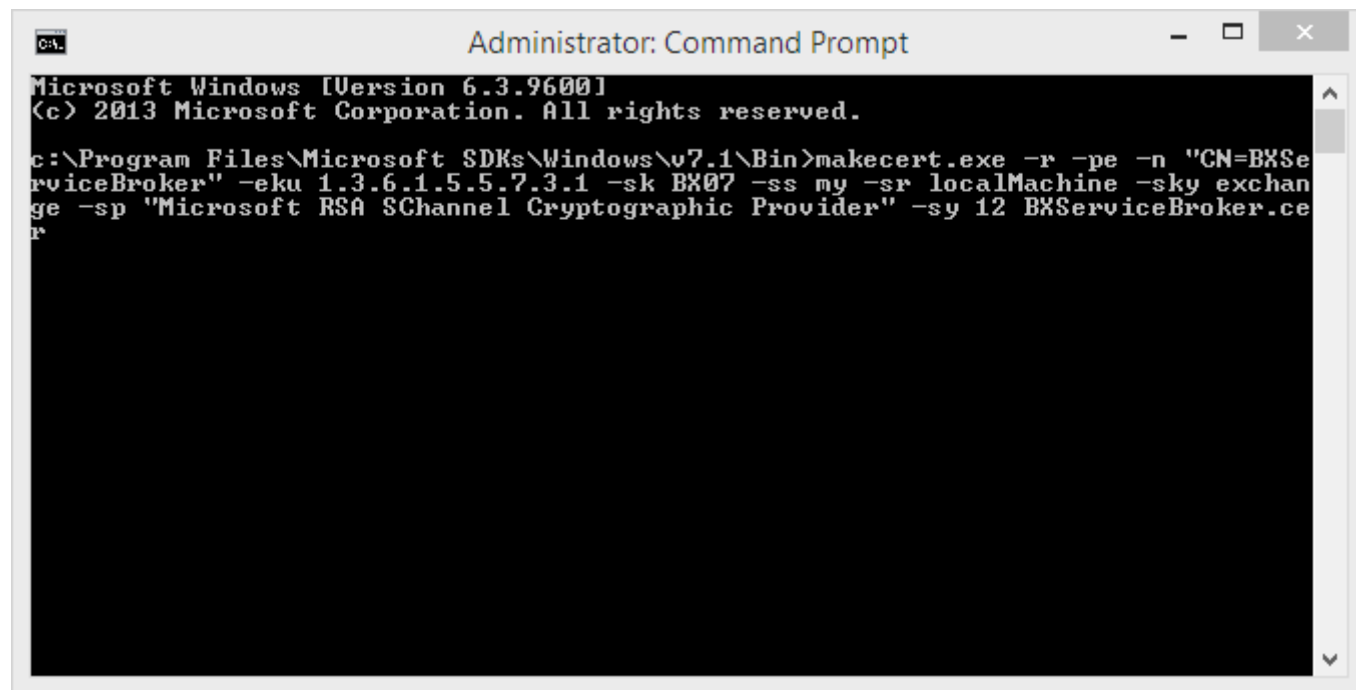 Administrator: Command Prompt
Microsoft Windows [Version 6.3.9600]
(c) 2013 Microsoft Corporation. All rights reserved.
c:\Program Files\Microsoft SDKs\Windows\v7.1\Bin>makecert.exe -r -pe -n "CN=BXSe
rviceBroker" -eku 1.3.6.1.5.5.7.3.1 -sk BX07 -ss my -sr localMachine -sky exchan
ge -sp "Microsoft RSA SChannel Cryptographic Provider" -sy 12 BXServiceBroker.ce
r